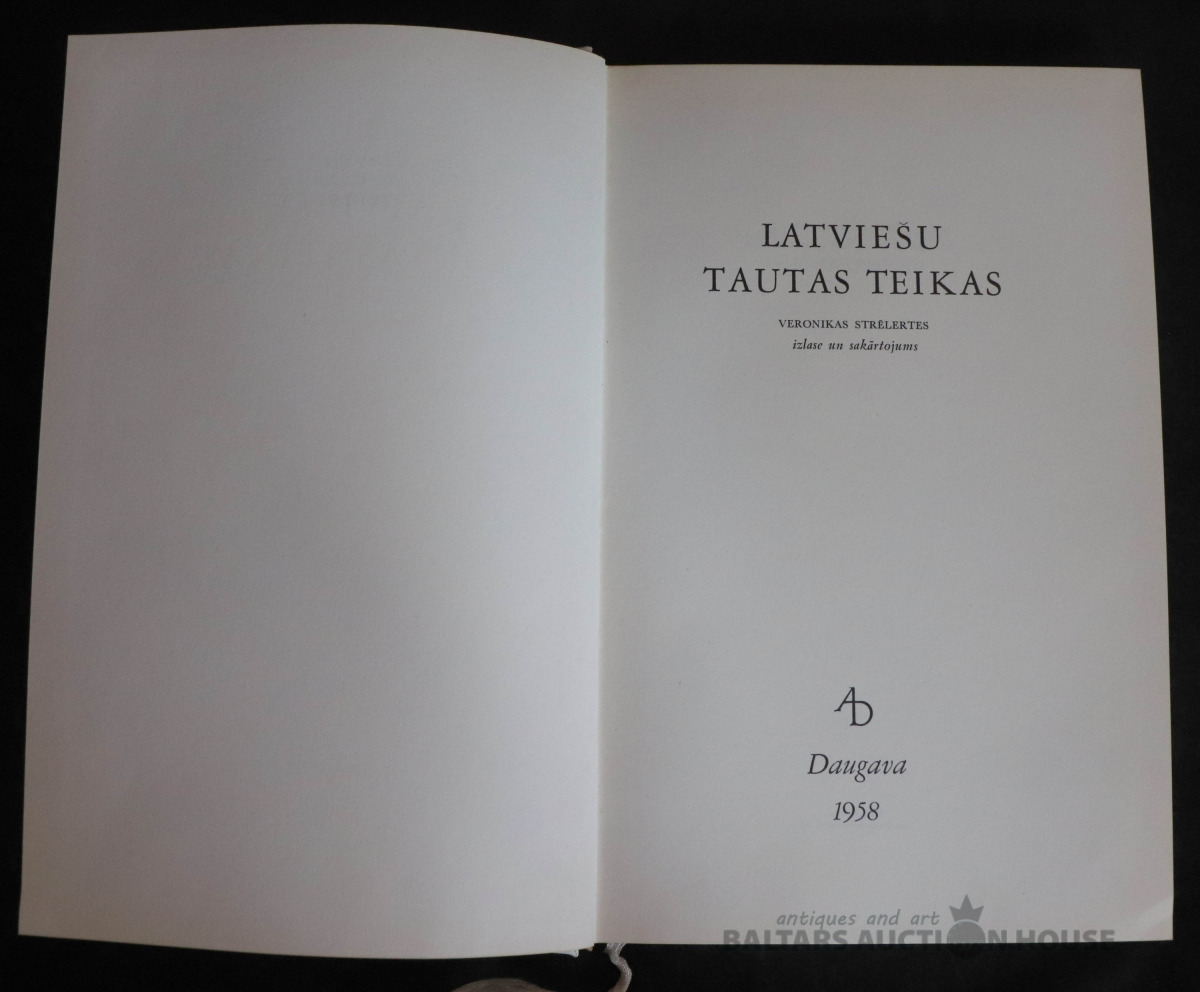 LATVIEŠU
TAUTAS TEIKAS
VERONIKAS STRĒLERTES
izlase un sakārtojums
AD
Daugava
1958
antiques and art
BALTARS AUCTION HOUSE